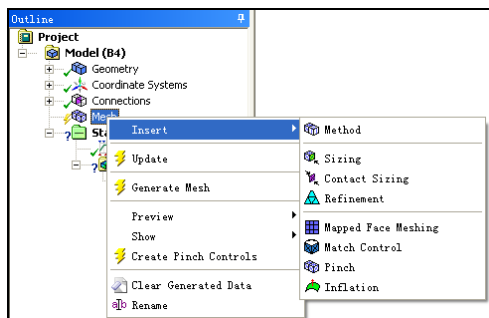 Outline
Project
Model (B4)
Geometry
Coordinate Systems
Connections
Mesh
Insert
Method
Update
Sizing
Contact Sizing
Generate Mesh
Refinement
Preview
Mapped Face Meshing
Show
Match Control
Create Pinch Controls
Pinch
Clear Generated Data
Inflation
Rename